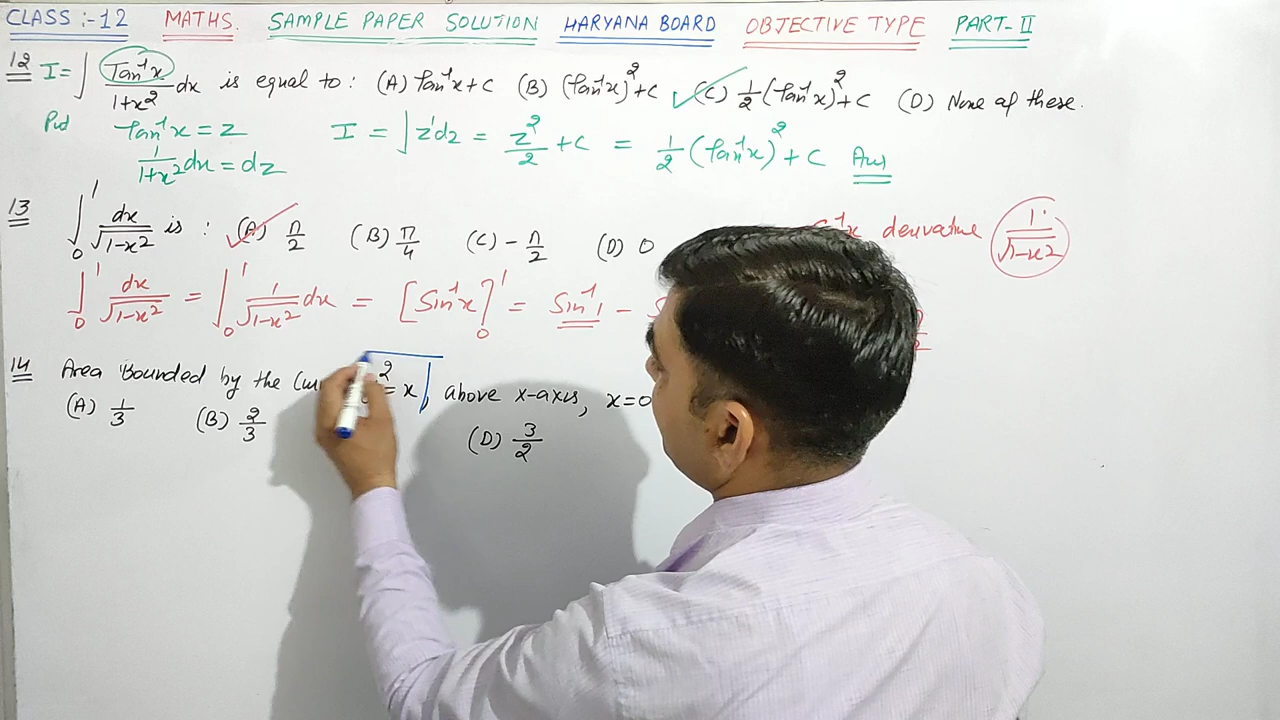 CLASS :- 12 MATHS. SAMPLE PAPER SOLUTION HARYANA BOARD OBJECTIVE TYPE PART-II
12 I = ∫ Tan⁻¹x / 1+x² dx is equal to : (A) tan⁻¹x + C (B) (tan⁻¹x)² + C (C) 1/2 (tan⁻¹x)² + C (D) None of these.
Put tan⁻¹x = z I = ∫ z¹dz = z²/2 + C = 1/2 (tan⁻¹x)² + C Ans
1/1+x² dx = dz
13 ∫₀¹ dx/√1-x² is : (A) π/2 (B) π/4 (C) - π/2 (D) 0 derivative 1/√1-x²
∫₀¹ dx/√1-x² = ∫₀¹ 1/√1-x² dx = [Sin⁻¹x]₀¹ = Sin⁻¹1 -
14 Area Bounded by the = x, above x-axis, x=0
(A) 1/3 (B) 2/3 (D) 3/2